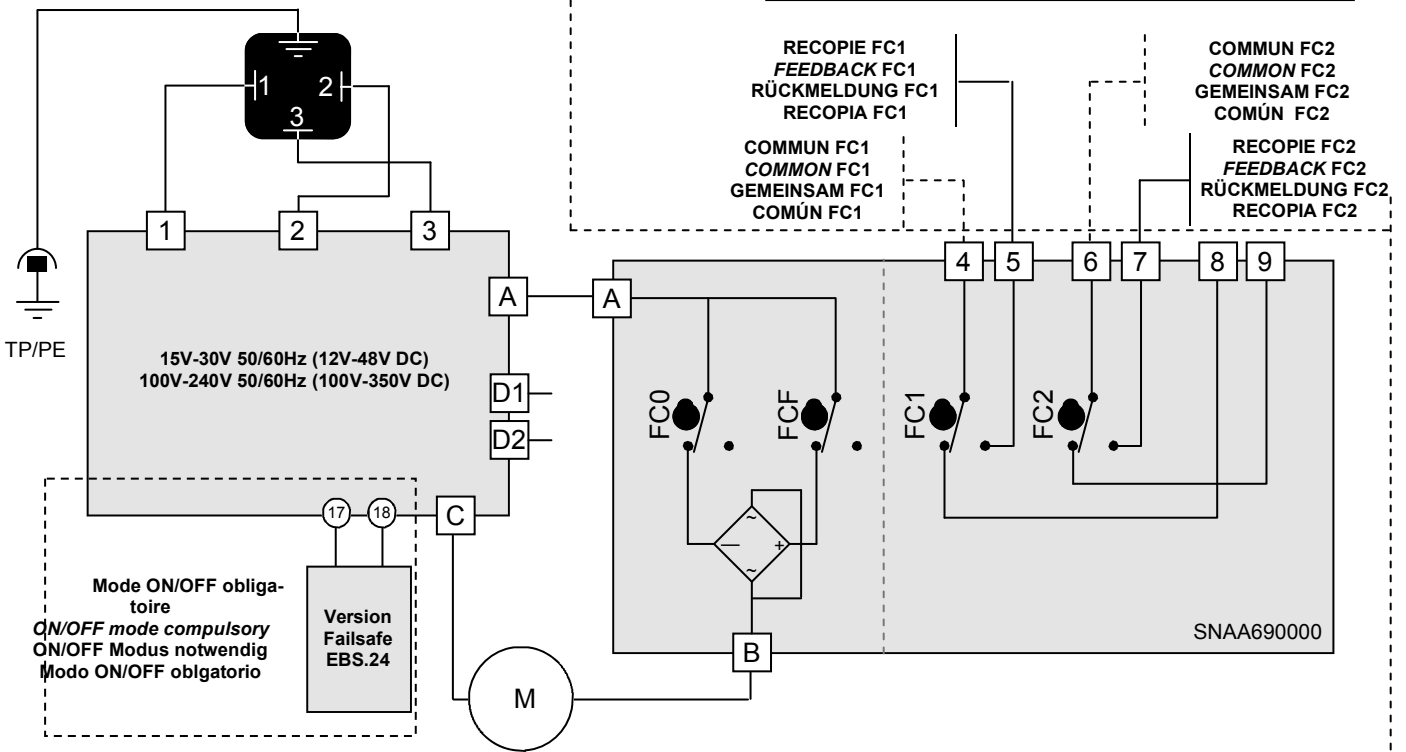 1
2
3
RECOPIE FC1
FEEDBACK FC1
RÜCKMELDUNG FC1
RECOPIA FC1
COMMUN FC2
COMMON FC2
GEMEINSAM FC2
COMÚN FC2
COMMUN FC1
COMMON FC1
GEMEINSAM FC1
COMÚN FC1
RECOPIE FC2
FEEDBACK FC2
RÜCKMELDUNG FC2
RECOPIA FC2
1
2
3
4
5
6
7
8
9
TP/PE
A
A
15V-30V 50/60Hz (12V-48V DC)
100V-240V 50/60Hz (100V-350V DC)
D1
D2
FC0
FCF
FC1
FC2
17
18
C
~
—
+
~
Mode ON/OFF obliga-
toire
ON/OFF mode compulsory
ON/OFF Modus notwendig
Modo ON/OFF oblgatorio
Version
Failsafe
EBS.24
SNAA690000
B
M